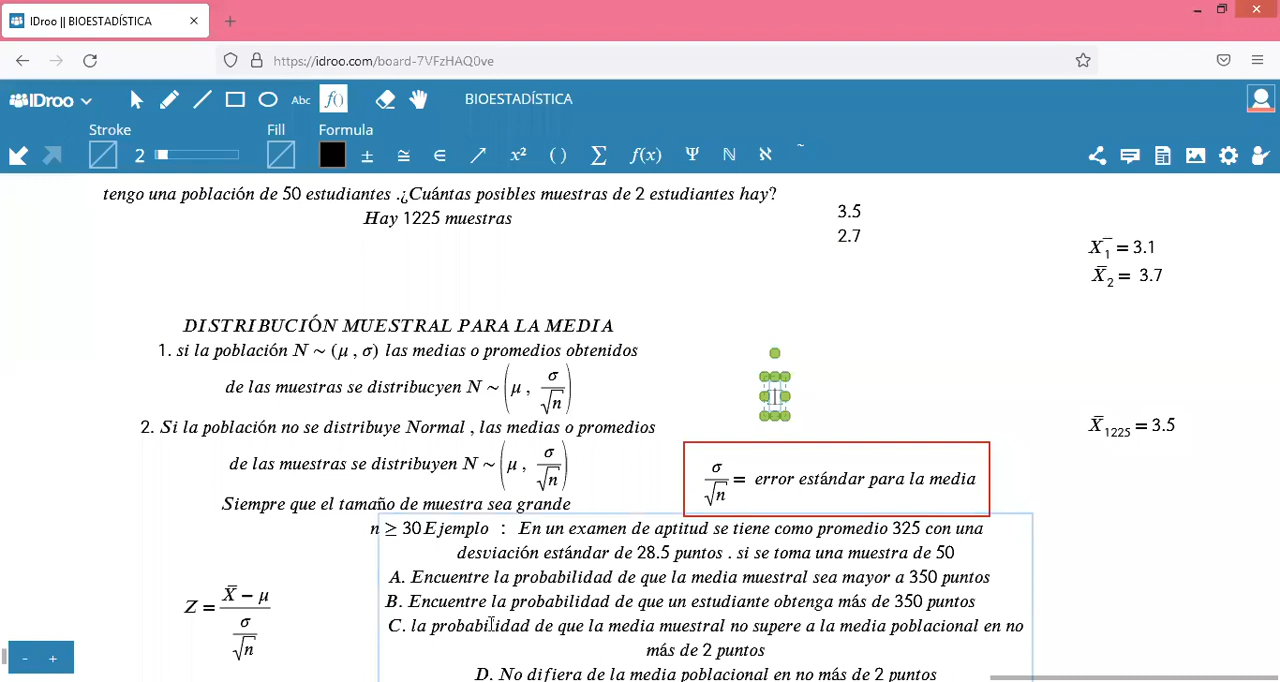 IDroo || BIOESTADÍSTICA
https://idroo.com/board-7VFzHAQ0ve
IDroo
Abc
f()
BIOESTADÍSTICA
Stroke
Fill
Formula
2
± ≅ ∈ x² ( ) ∑ f(x) Ψ ℕ ℵ ~
tengo una población de 50 estudiantes .¿Cuántas posibles muestras de 2 estudiantes hay?
Hay 1225 muestras
3.5
2.7
X̄₁ = 3.1
X̄₂ = 3.7
DISTRIBUCIÓN MUESTRAL PARA LA MEDIA
1. si la población N ~ (μ , σ) las medias o promedios obtenidos
de las muestras se distribucyen N ~ (μ , σ/√n)
2. Si la población no se distribuye Normal , las medias o promedios
de las muestras se distribuyen N ~ (μ , σ/√n)
X̄₁₂₂₅ = 3.5
σ/√n = error estándar para la media
Siempre que el tamaño de muestra sea grande
n ≥ 30 Ejemplo : En un examen de aptitud se tiene como promedio 325 con una
desviación estándar de 28.5 puntos . si se toma una muestra de 50
A. Encuentre la probabilidad de que la media muestral sea mayor a 350 puntos
B. Encuentre la probabilidad de que un estudiante obtenga más de 350 puntos
C. la probabilidad de que la media muestral no supere a la media poblacional en no
más de 2 puntos
D. No difiera de la media poblacional en no más de 2 puntos
Z = (X̄ − μ)/(σ/√n)
- +